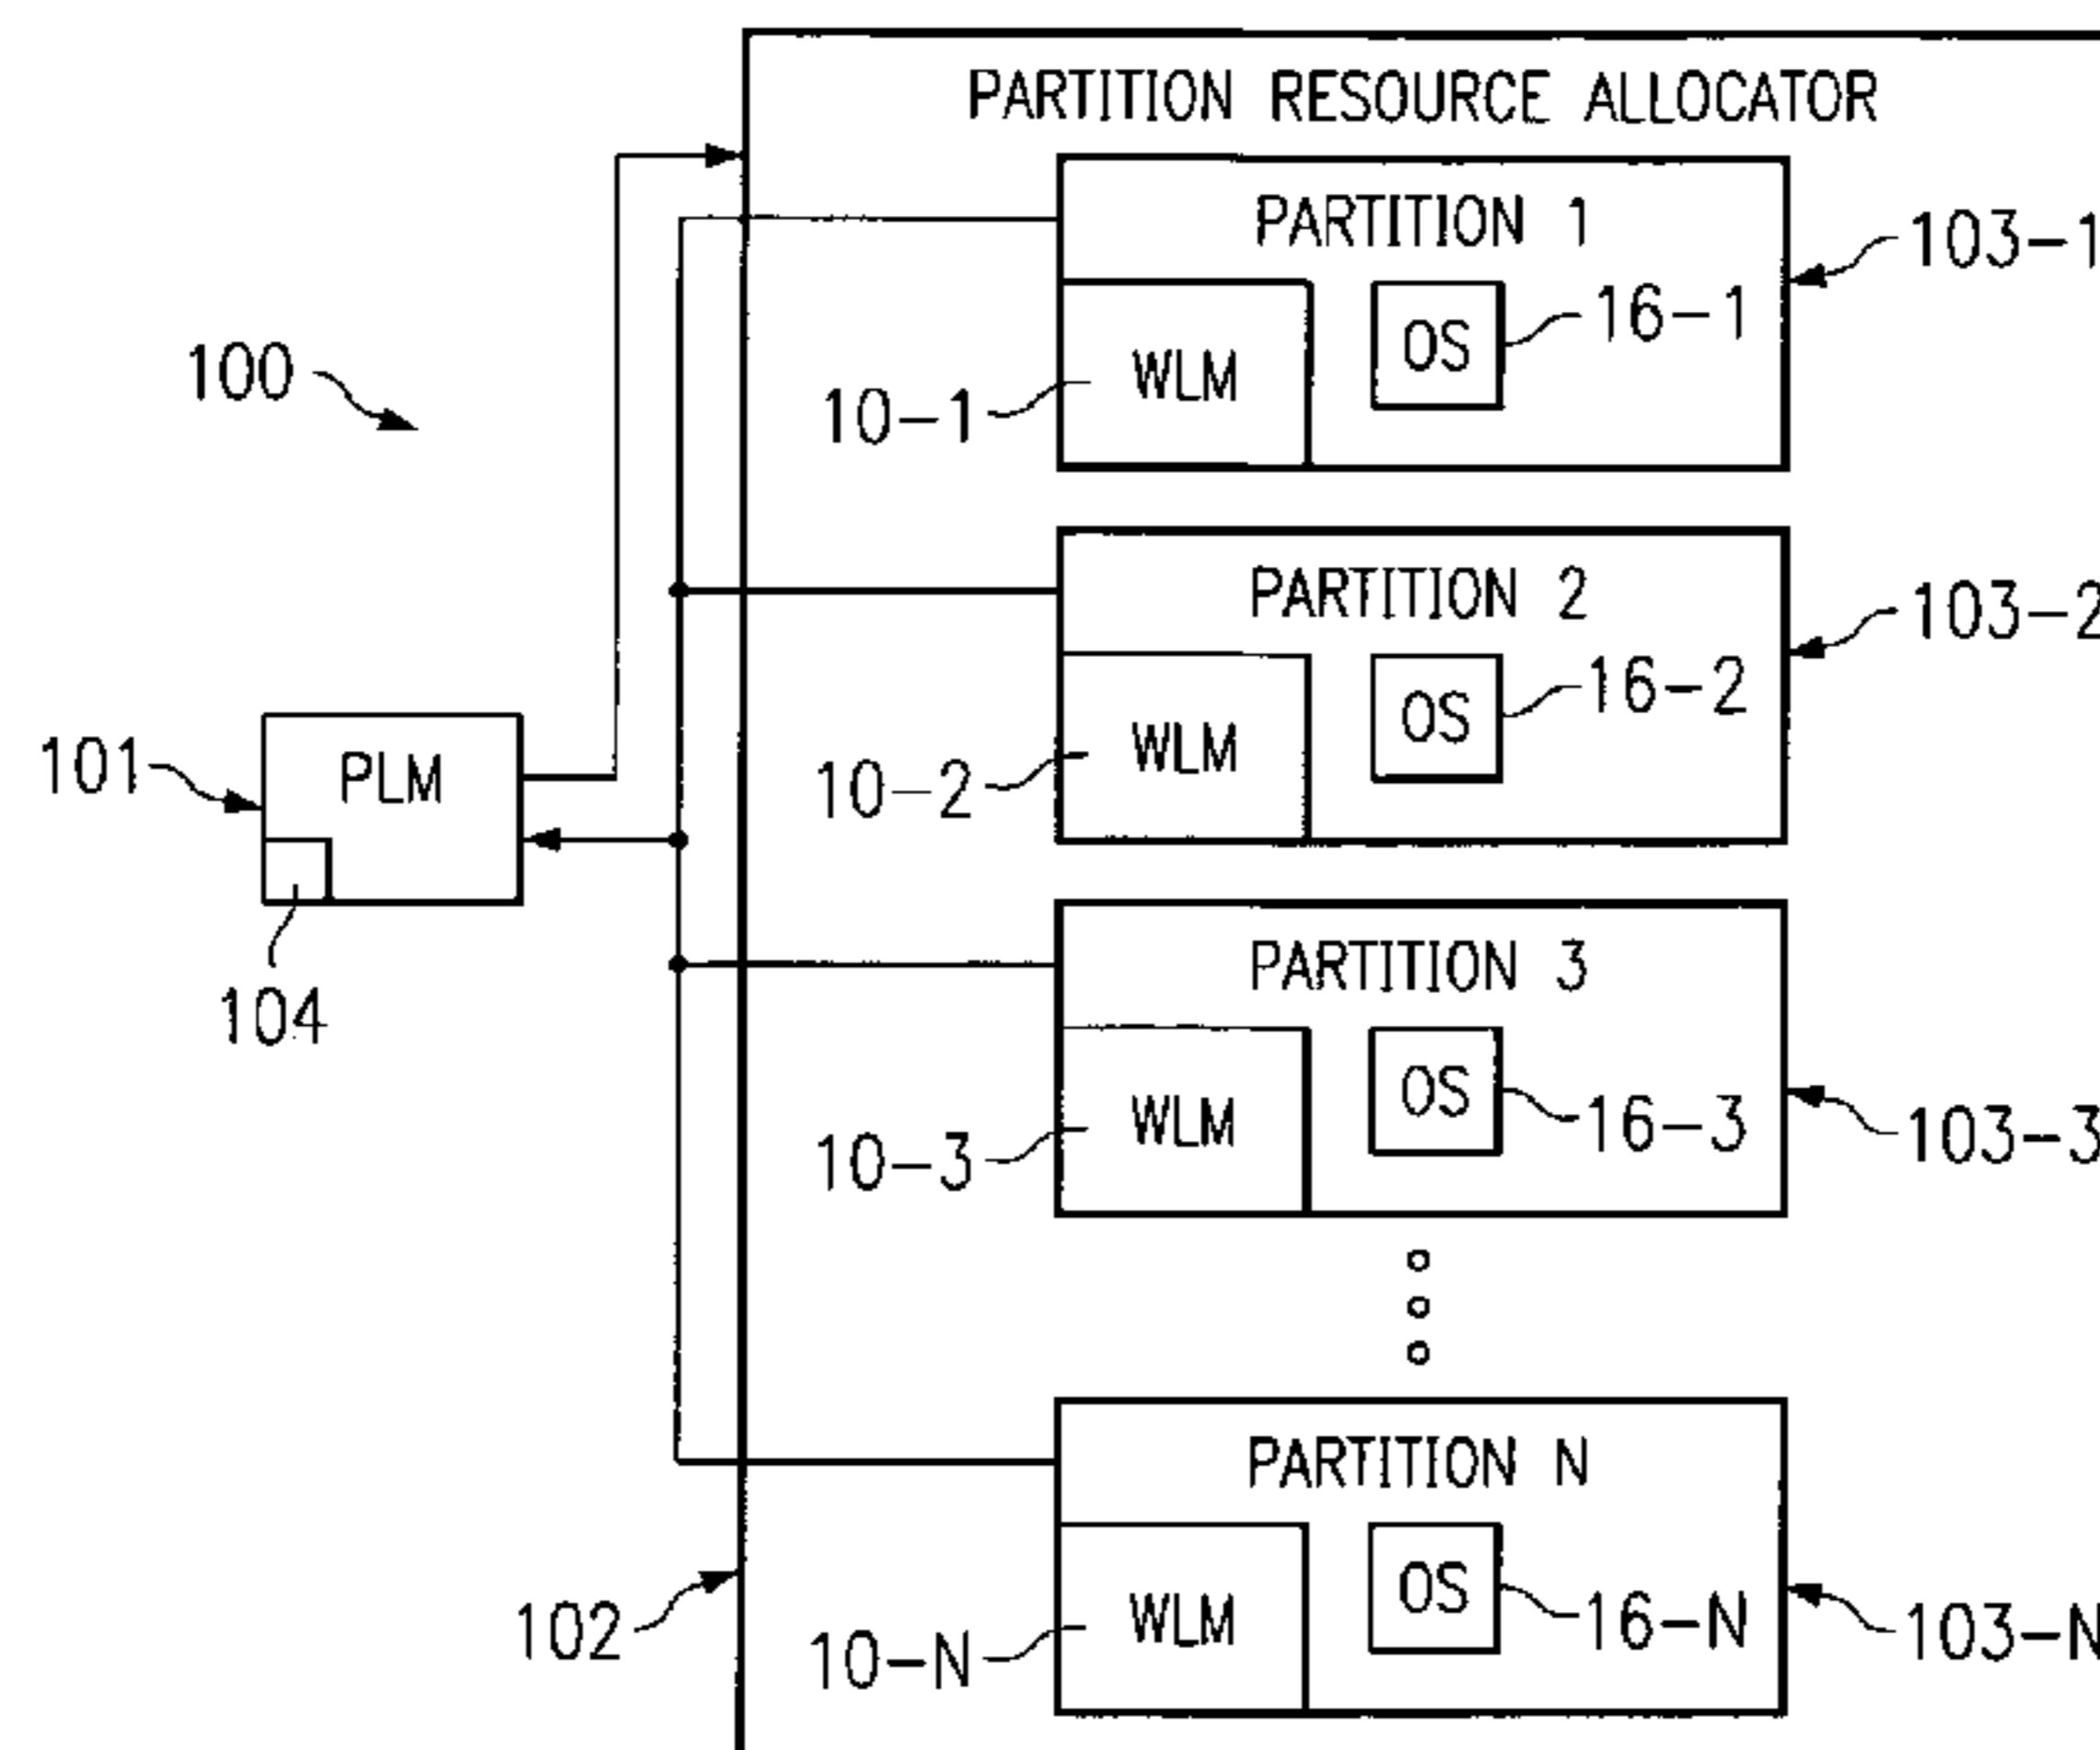 PARTITION RESOURCE ALLOCATOR
PARTITION 1
103-1
OS
16-1
100
WLM
10-1
PARTITION 2
103-2
OS
16-2
WLM
10-2
101
PLM
104
PARTITION 3
OS
16-3
103-3
WLM
10-3
PARTITION N
OS
16-N
103-N
WLM
10-N
102